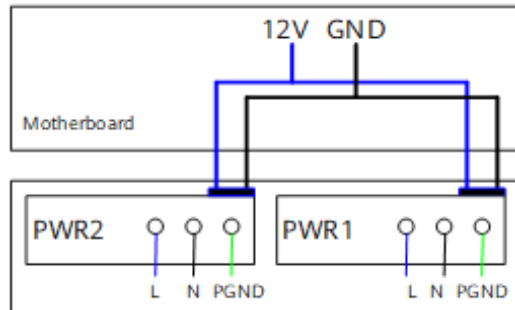 12V GND
Motherboard
PWR2 PWR1
L N PGND L N PGND